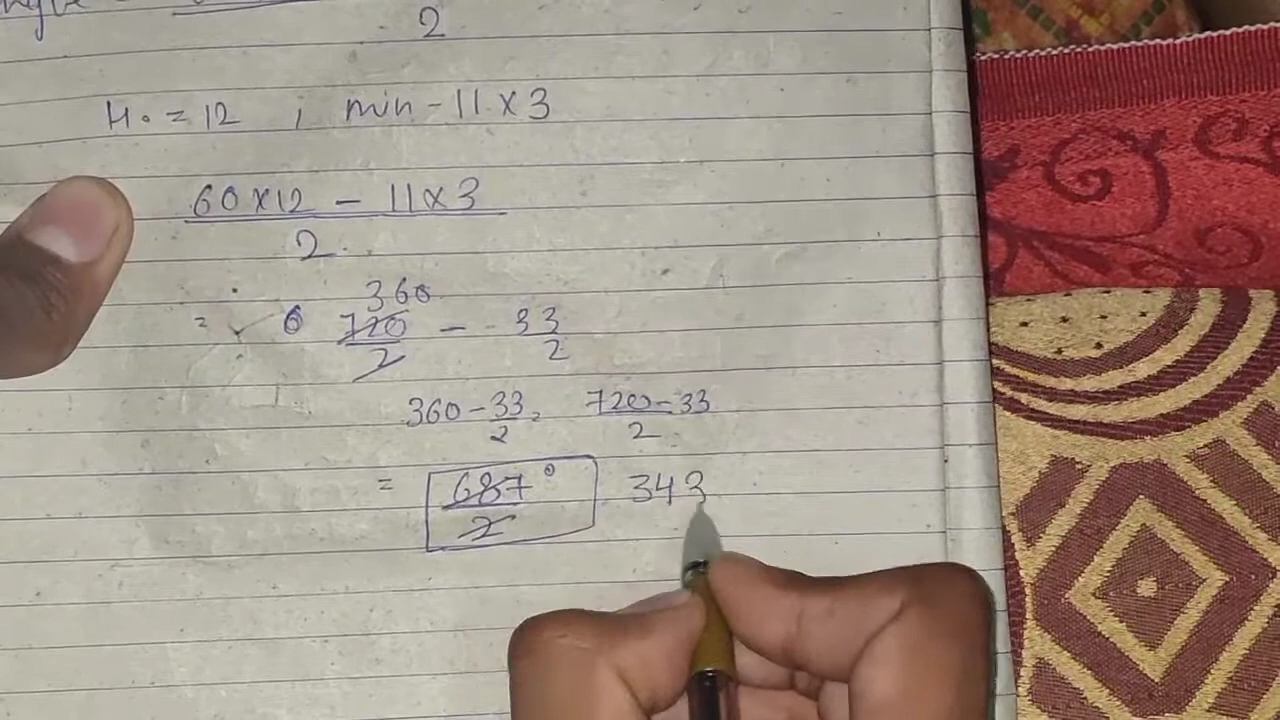 2
H. = 12 , min - 11 x 3
60 x 12 - 11 x 3
2
360
= 6 720 - 33
2 2
360 - 33 = 720 - 33
2 2
= 687° 343
2